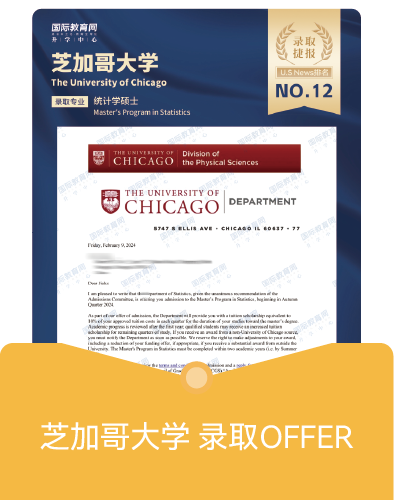 国际教育网
升学中心
芝加哥大学
The University of Chicago
录取专业 统计学硕士
Master's Program in Statistics
录取
捷报
U.S News排名
NO.12
THE UNIVERSITY OF
CHICAGO
Division of
the Physical Sciences
THE UNIVERSITY OF
CHICAGO
DEPARTMENT
5747 S ELLIS AVE • CHICAGO IL 60637 • 77
Friday, February 9, 2024
I am pleased to write that the Department of Statistics, given the unanimous recommendation of the
Admissions Committee, is offering you admission to the Master's Program in Statistics, beginning in Autumn
Quarter 2024.
As part of our offer of admission, the Department will provide you with a tuition scholarship equivalent to
10% of your approved tuition costs in each quarter for the duration of your studies toward the master's degree.
Academic progress is reviewed after the first year; qualified students may receive an increased tuition
scholarship for remaining quarters of study. If you receive an award from a non-University of Chicago source,
you must notify the Department as soon as possible. We reserve the right to make adjustments to your award,
including a reduction of your funding offer, if appropriate, if you receive a substantial award from outside the
University. The Master's Program in Statistics must be completed within two academic years (i.e. by Summer
芝加哥大学 录取OFFER